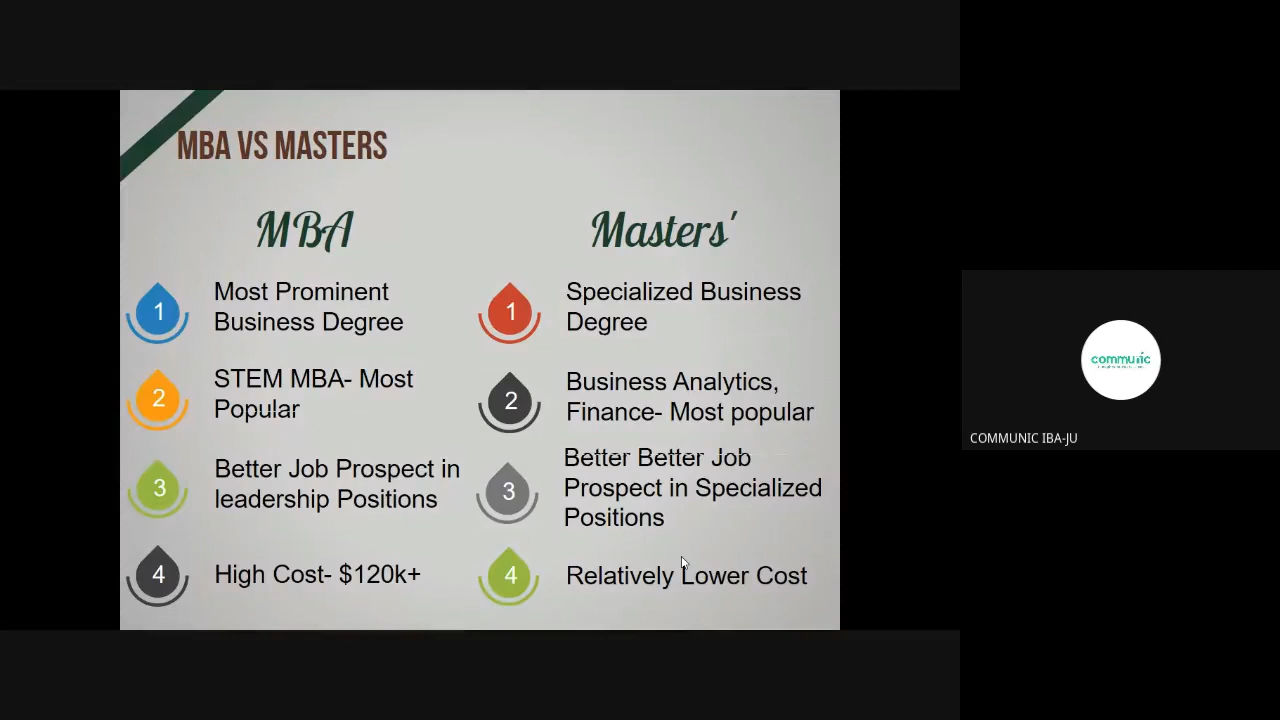 MBA VS MASTERS
MBA
1
Most Prominent
Business Degree
2
STEM MBA- Most
Popular
3
Better Job Prospect in
leadership Positions
4
High Cost- $120k+
Masters'
1
Specialized Business
Degree
2
Business Analytics,
Finance- Most popular
3
Better Better Job
Prospect in Specialized
Positions
4
Relatively Lower Cost
communic
COMMUNIC IBA-JU